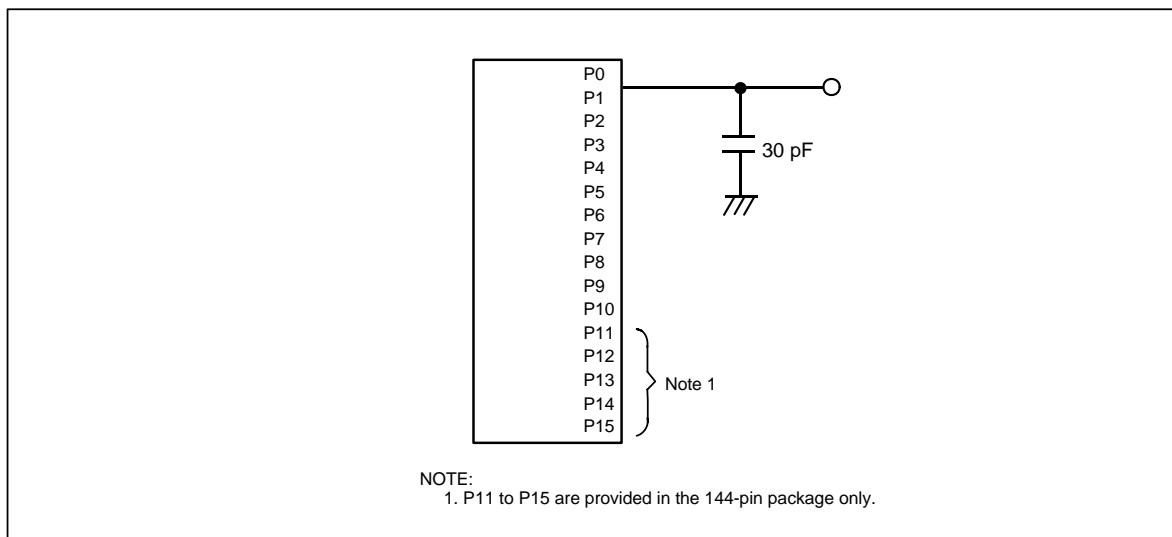 P0
P1
P2
P3
P4
P5
P6
P7
P8
P9
P10
P11
P12
P13
P14
P15
30 pF
Note 1
NOTE:
1. P11 to P15 are provided in the 144-pin package only.